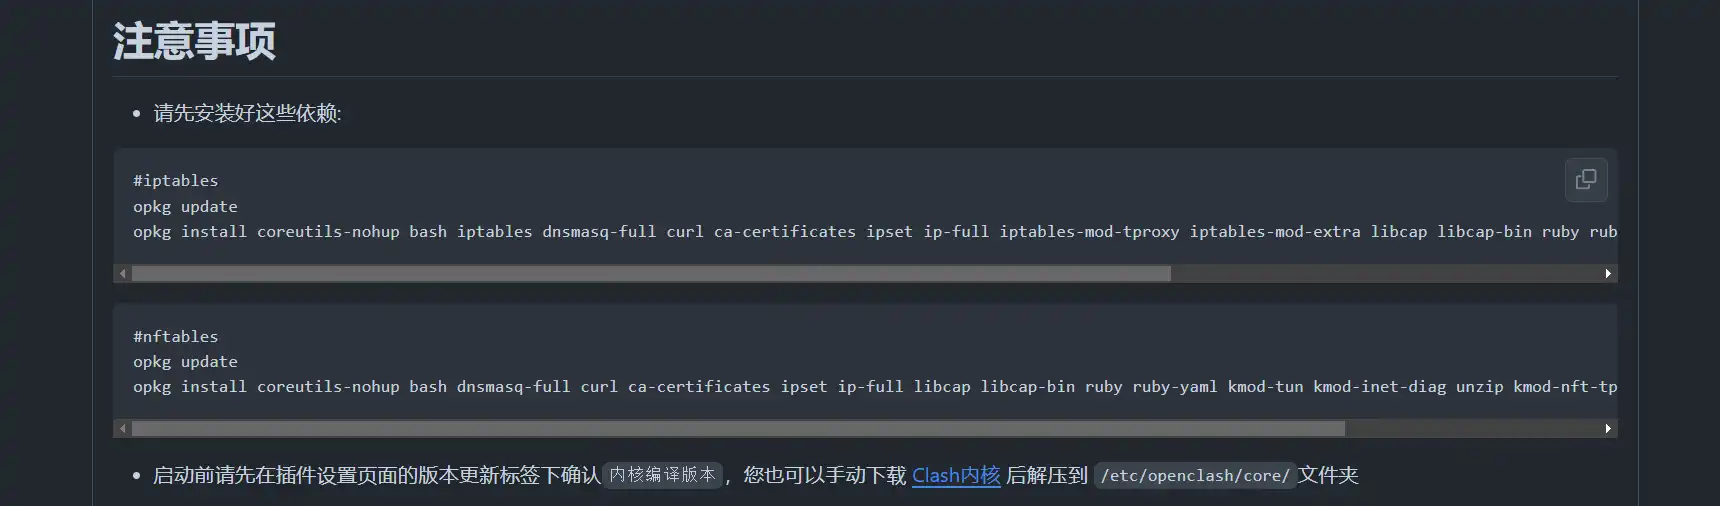 注意事项
请先安装好这些依赖:
#iptables
opkg update
opkg install coreutils-nohup bash iptables dnsmasq-full curl ca-certificates ipset ip-full iptables-mod-tproxy iptables-mod-extra libcap libcap-bin ruby rub
#nftables
opkg update
opkg install coreutils-nohup bash dnsmasq-full curl ca-certificates ipset ip-full libcap libcap-bin ruby ruby-yaml kmod-tun kmod-inet-diag unzip kmod-nft-tp
启动前请先在插件设置页面的版本更新标签下确认内核编译版本，您也可以手动下载 Clash内核 后解压到 /etc/openclash/core/文件夹